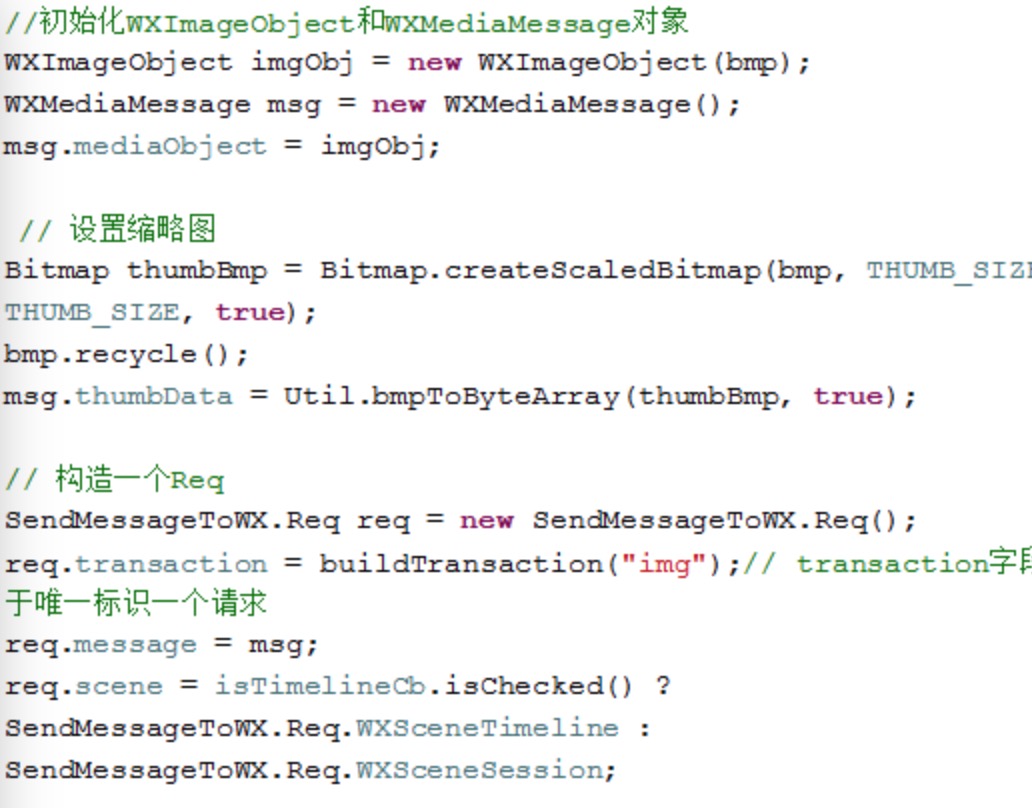 //初始化WXImageObject和WXMediaMessage对象
WXImageObject imgObj = new WXImageObject(bmp);
WXMediaMessage msg = new WXMediaMessage();
msg.mediaObject = imgObj;
// 设置缩略图
Bitmap thumbBmp = Bitmap.createScaledBitmap(bmp, THUMB_SIZE
THUMB_SIZE, true);
bmp.recycle();
msg.thumbData = Util.bmpToByteArray(thumbBmp, true);
// 构造一个Req
SendMessageToWX.Req req = new SendMessageToWX.Req();
req.transaction = buildTransaction("img");// transaction字段
于唯一标识一个请求
req.message = msg;
req.scene = isTimelineCb.isChecked() ?
SendMessageToWX.Req.WXSceneTimeline :
SendMessageToWX.Req.WXSceneSession;